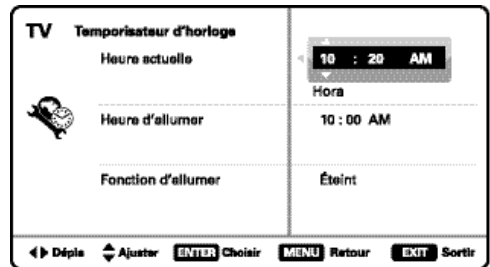 TV Temporisateur d'horloge
Heure actuelle 10 : 20 AM
Hora
Heure d'allumer 10 : 00 AM
Fonction d'allumer Éteint
Dépla Ajuster ENTER Choisir MENU Retour EXIT Sortir